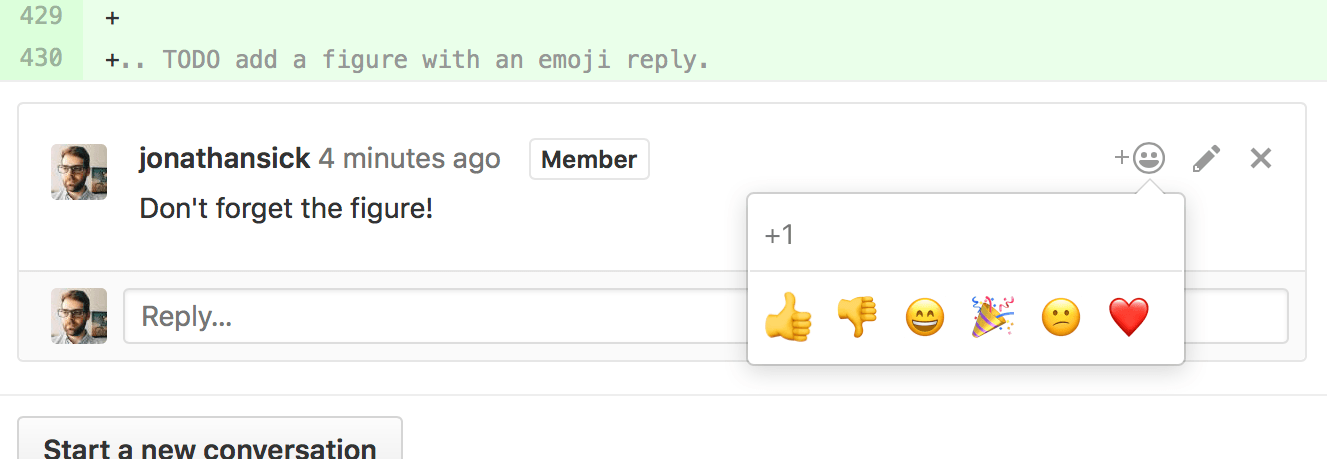 429 +
430 +.. TODO add a figure with an emoji reply.
jonathansick 4 minutes ago Member +
Don't forget the figure!
+1
Reply...
Start a new conversation